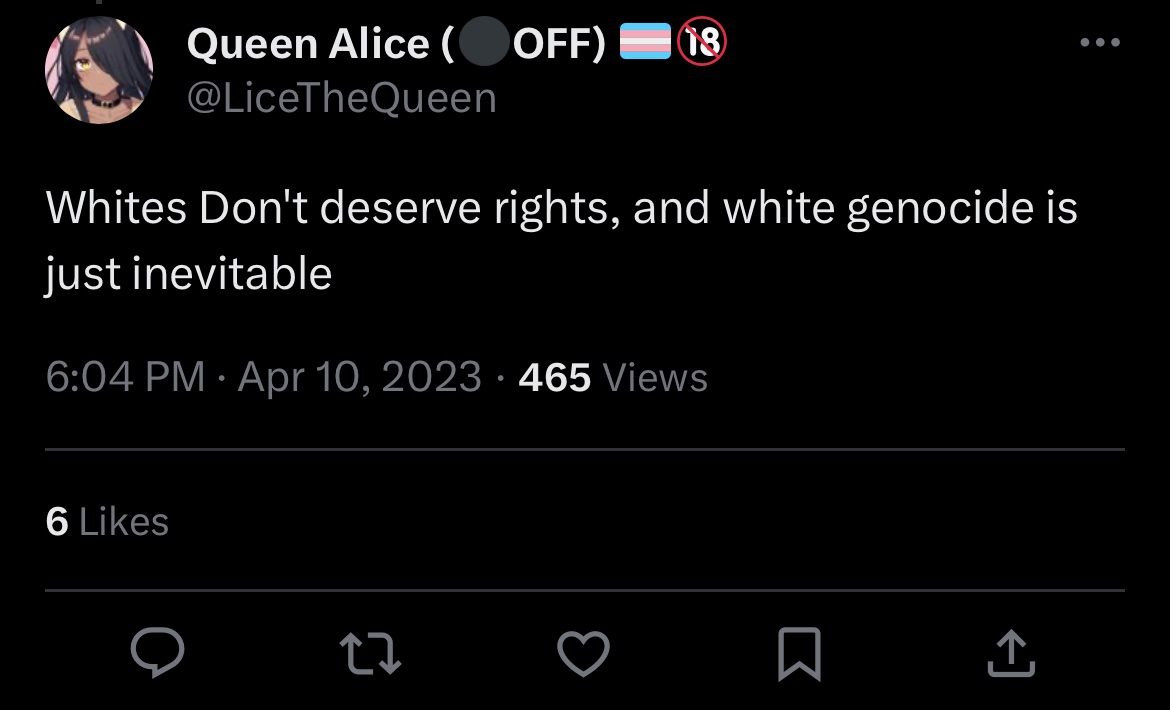 Queen Alice (⚫OFF) 🏳️‍⚧️🔞
@LiceTheQueen
Whites Don't deserve rights, and white genocide is
just inevitable
6:04 PM · Apr 10, 2023 · 465 Views
6 Likes